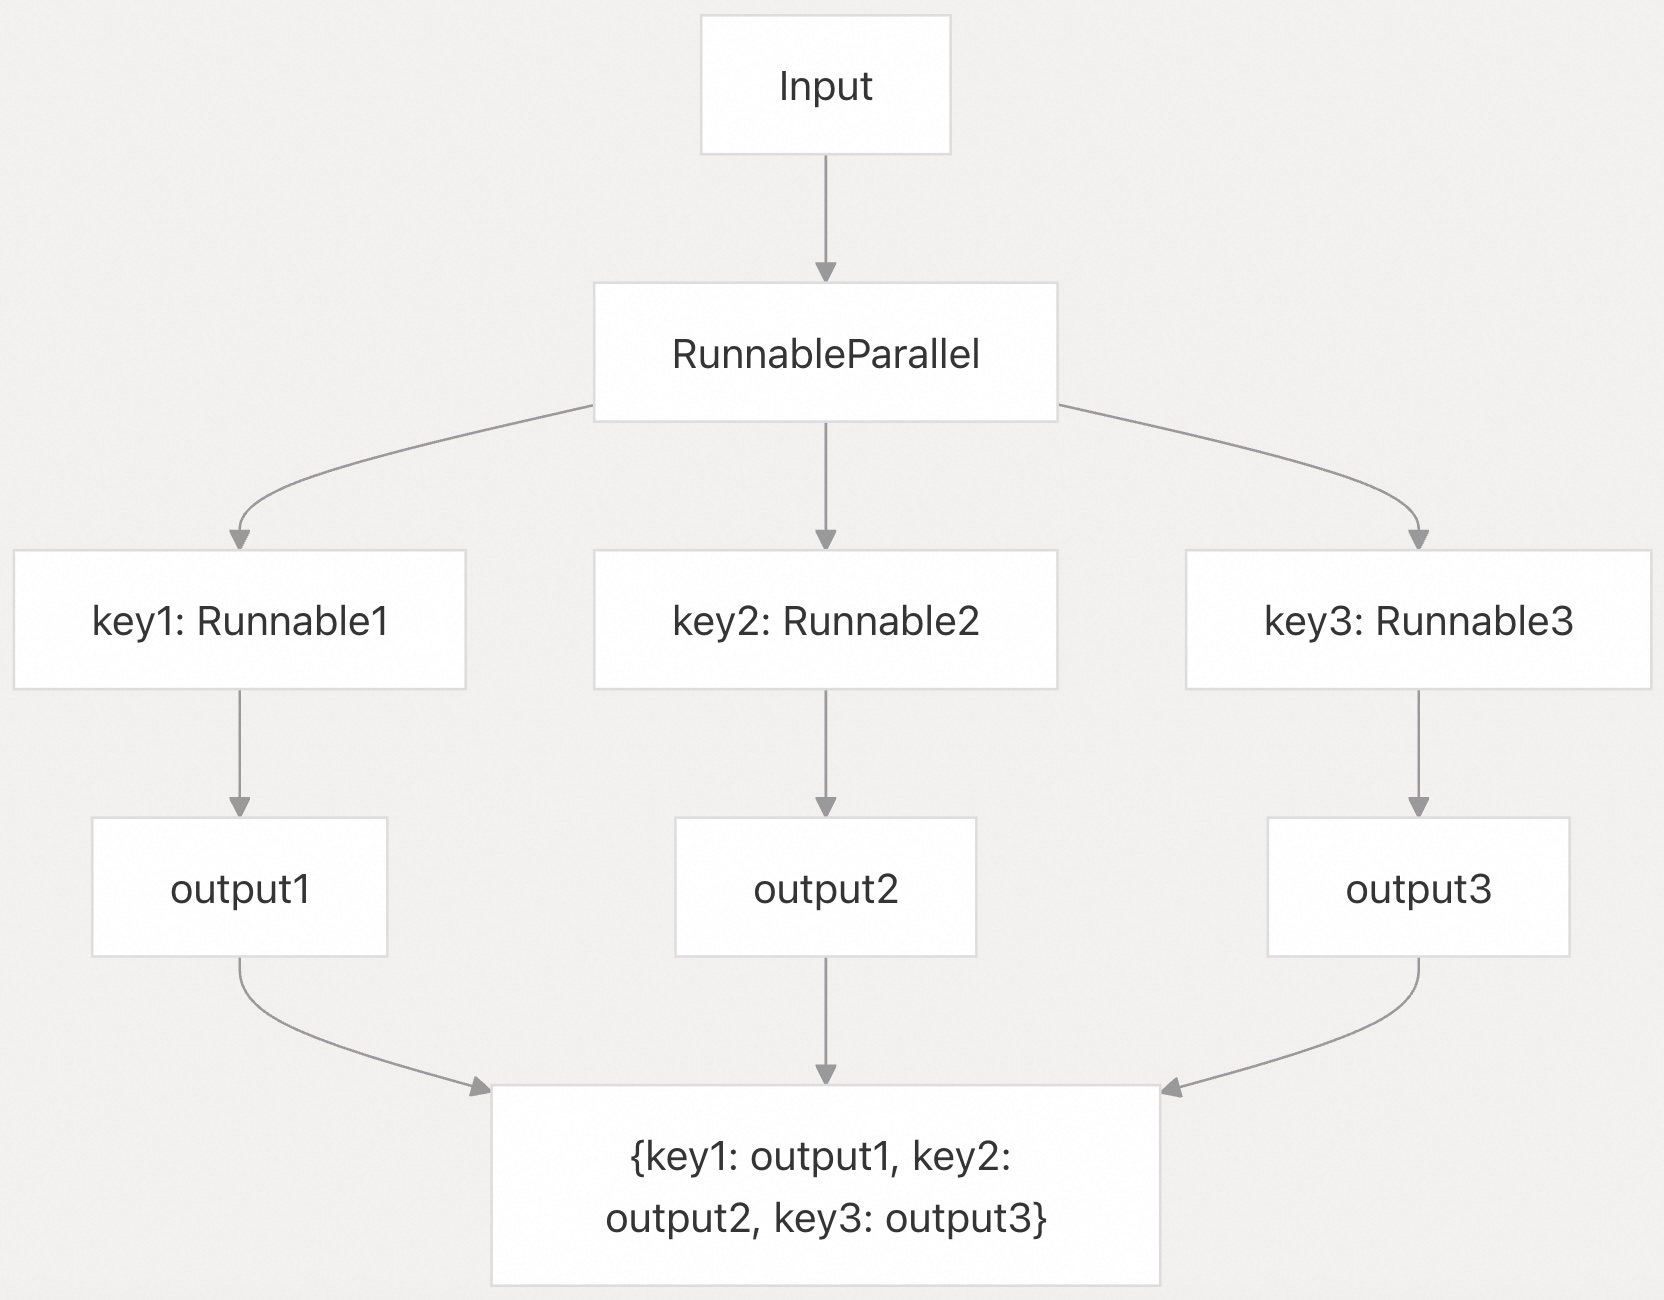 Input
RunnableParallel
key1: Runnable1
key2: Runnable2
key3: Runnable3
output1
output2
output3
{key1: output1, key2:
output2, key3: output3}